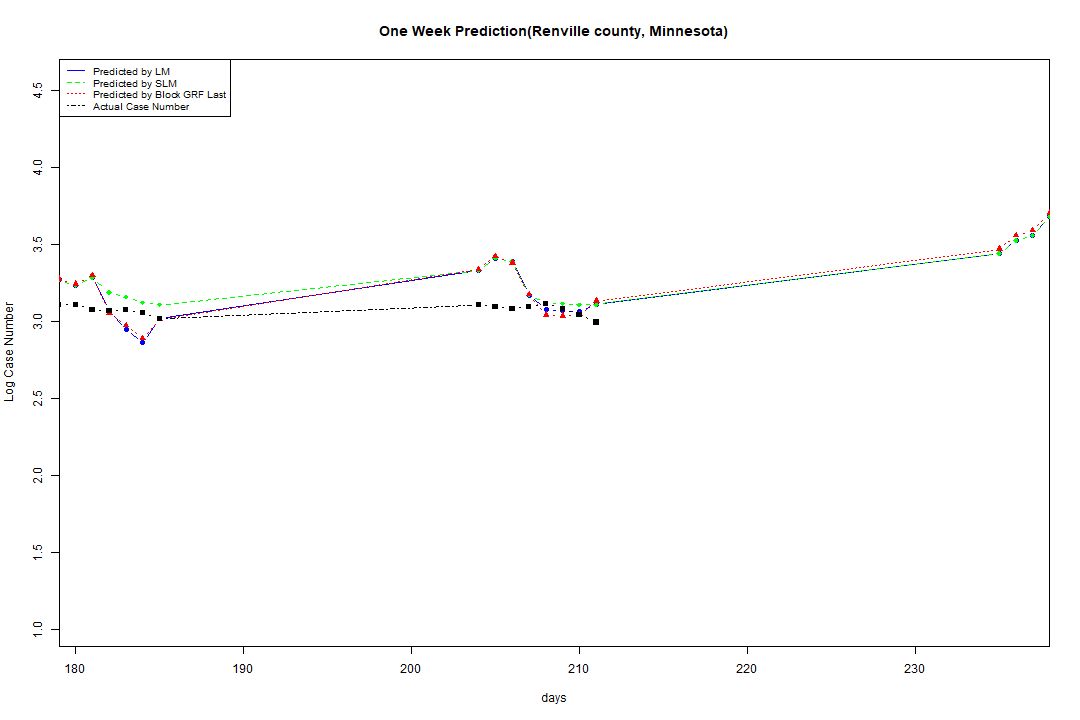 One Week Prediction(Renville county, Minnesota)
Predicted by LM
Predicted by SLM
Predicted by Block GRF Last
Actual Case Number
4.5
4.0
3.5
3.0
2.5
2.0
1.5
1.0
Log Case Number
180 190 200 210 220 230
days